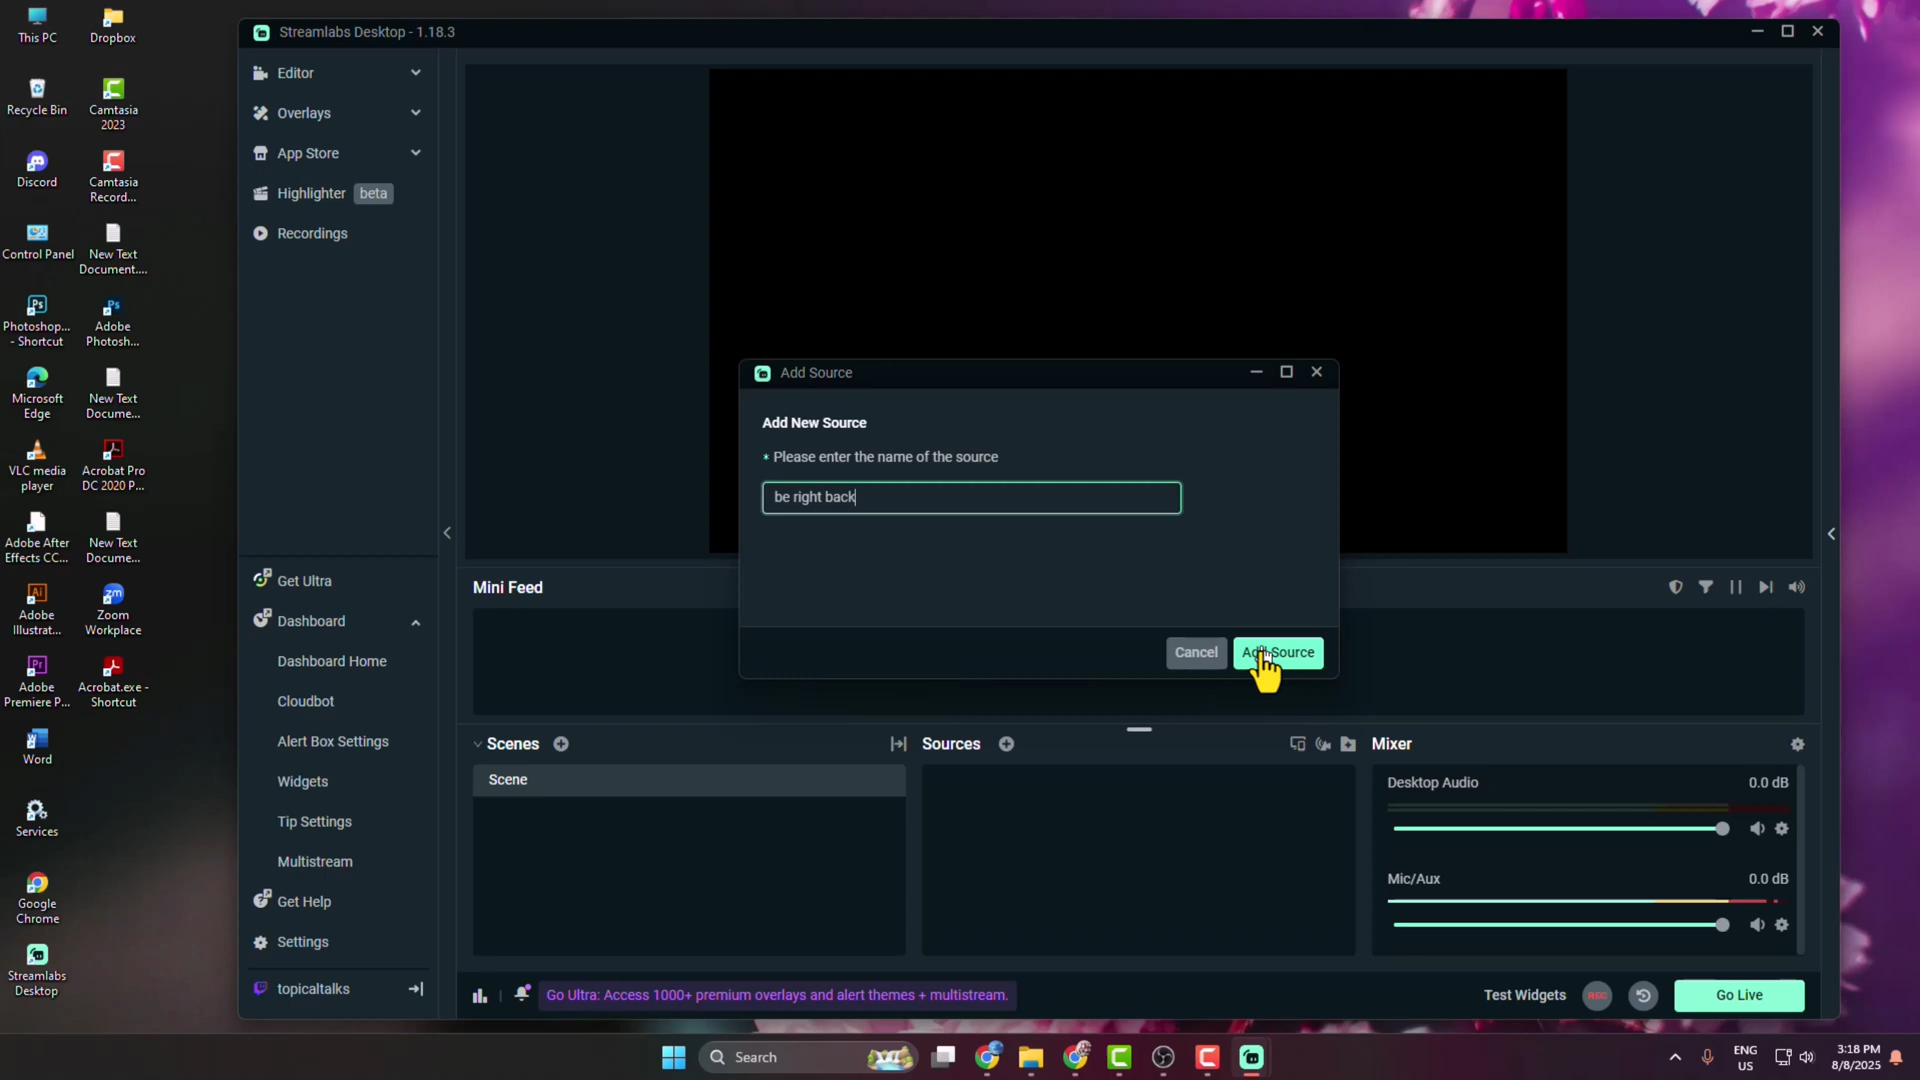 This PC
Dropbox
Recycle Bin
Camtasia
2023
Discord
Camtasia
Record...
Control Panel
New Text
Document....
Photoshop...
- Shortcut
Adobe
Photosh...
Microsoft
Edge
New Text
Docume...
VLC media
player
Acrobat Pro
DC 2020 P...
Adobe After
Effects CC...
New Text
Docume...
Adobe
Illustrat...
Zoom
Workplace
Adobe
Premiere P...
Acrobat.exe -
Shortcut
Word
Services
Google
Chrome
Streamlabs
Desktop
Streamlabs Desktop - 1.18.3
Editor
Overlays
App Store
Highlighter beta
Recordings
Get Ultra
Dashboard
Dashboard Home
Cloudbot
Alert Box Settings
Widgets
Tip Settings
Multistream
Get Help
Settings
topicaltalks
Add Source
Add New Source
* Please enter the name of the source
be right back
Cancel
Add Source
Mini Feed
Scenes
Scene
Sources
Mixer
Desktop Audio 0.0 dB
Mic/Aux 0.0 dB
Go Ultra: Access 1000+ premium overlays and alert themes + multistream.
Test Widgets
REC
Go Live
Search
ENG
US
3:18 PM
8/8/2025